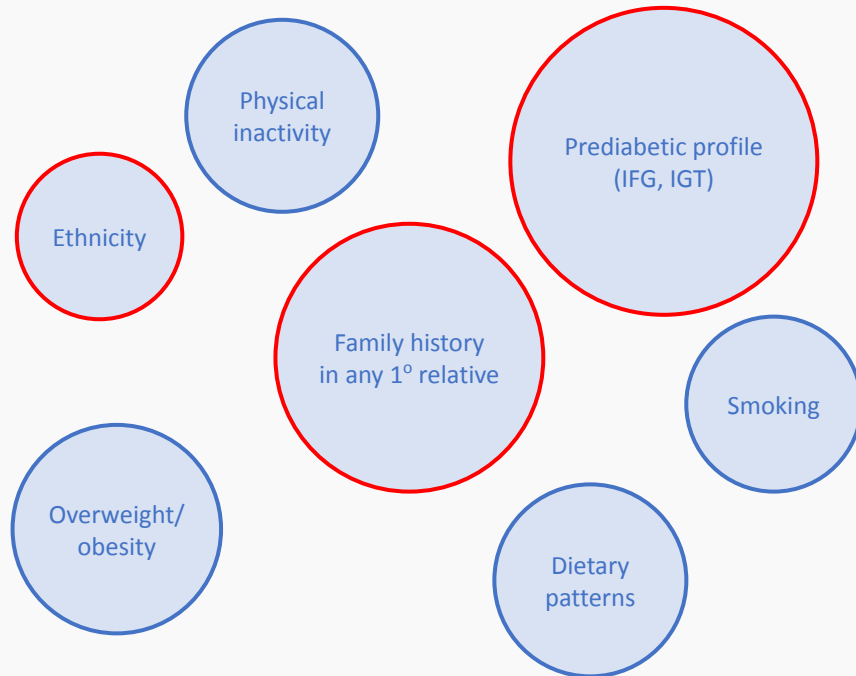 Physical
inactivity
Prediabetic profile
(IFG, IGT)
Ethnicity
Family history
in any 1º relative
Smoking
Overweight/
obesity
Dietary
patterns